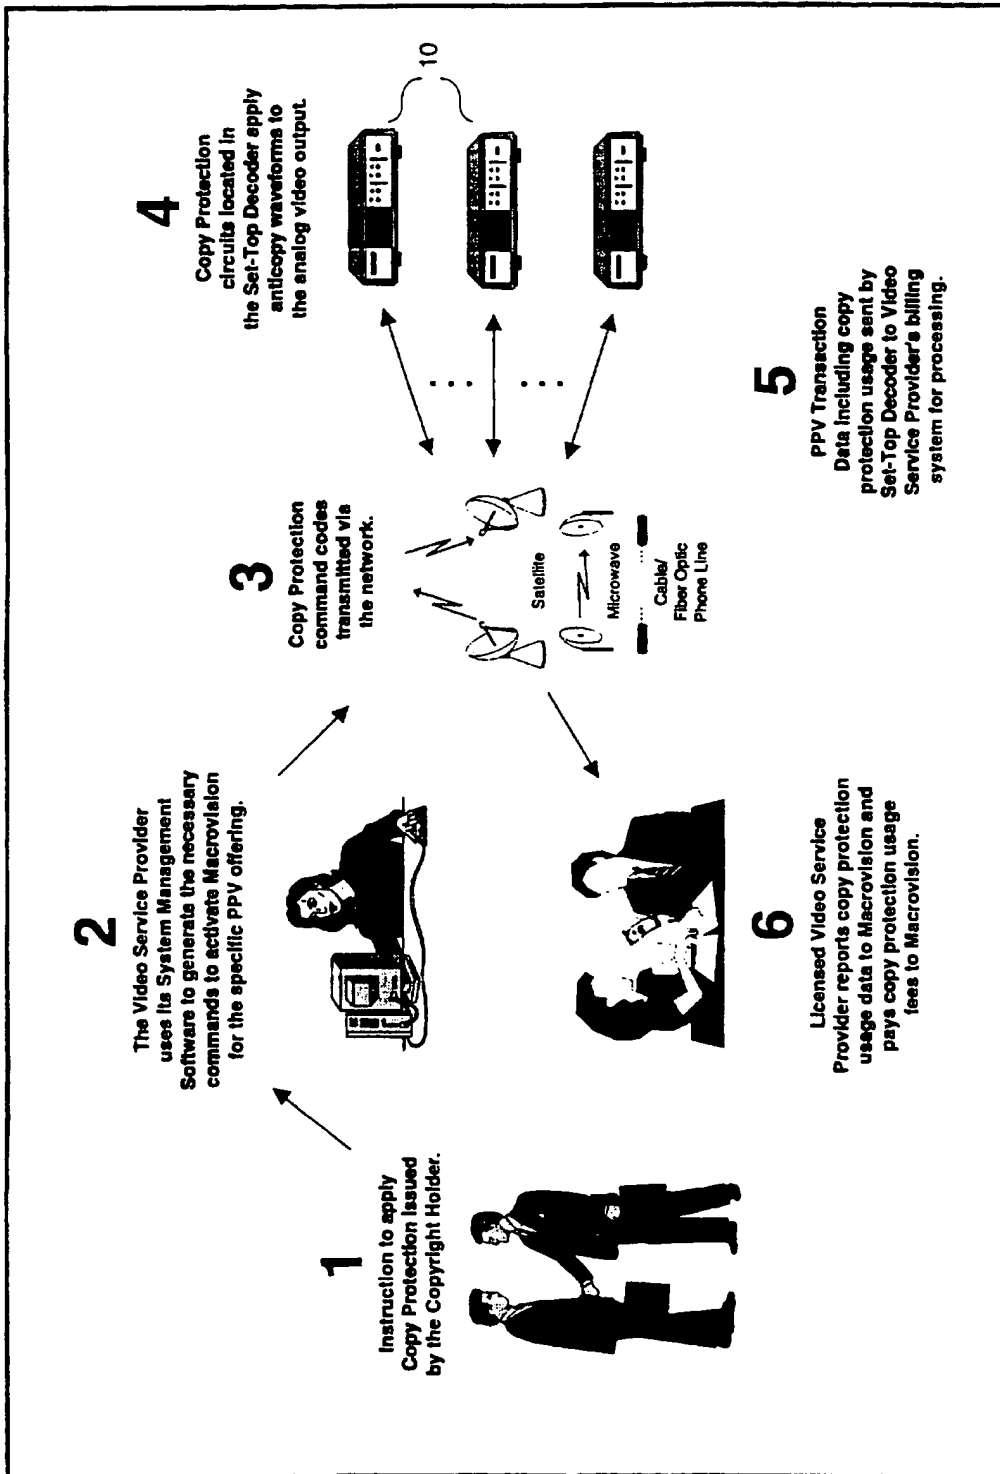 1
Instruction to apply
Copy Protection issued
by the Copyright Holder.
2
The Video Service Provider
uses its System Management
Software to generate the necessary
commands to activate Macrovision
for the specific PPV offering.
3
Copy Protection
command codes
transmitted via
the network.
Satellite
Microwave
Cable/
Fiber Optic
Phone Line
4
Copy Protection
circuits located in
the Set-Top Decoder apply
anticopy waveforms to
the analog video output.
10
5
PPV Transaction
Data including copy
protection usage sent by
Set-Top Decoder to Video
Service Provider's billing
system for processing.
6
Licensed Video Service
Provider reports copy protection
usage data to Macrovision and
pays copy protection usage
fees to Macrovision.